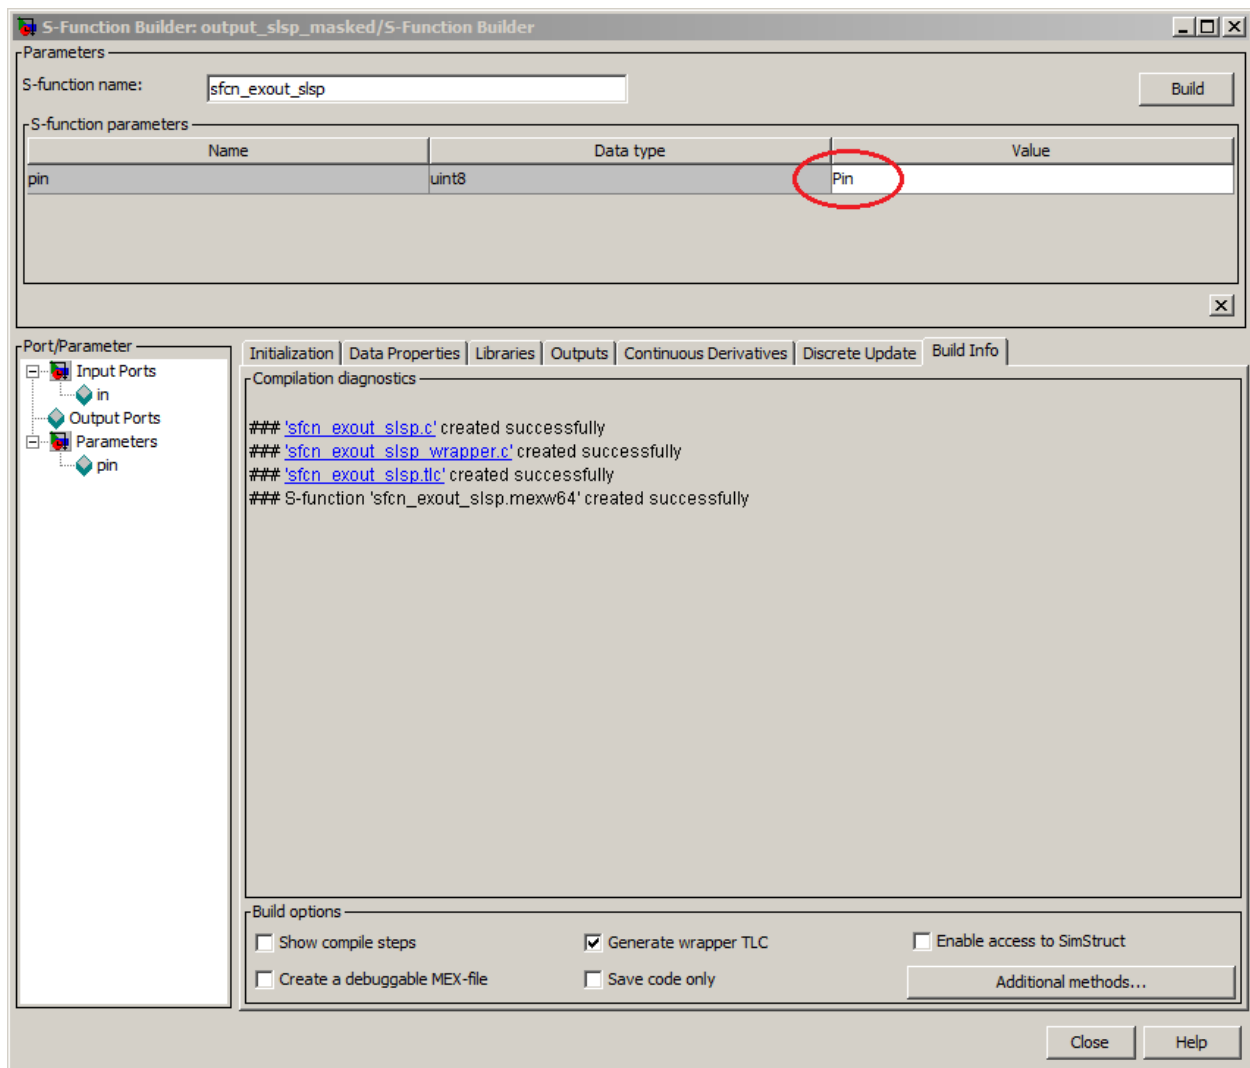 S-Function Builder: output_slsp_masked/S-Function Builder
Parameters
S-function name: sfcn_exout_slsp Build
S-function parameters
Name Data type Value
pin uint8 Pin
Port/Parameter
Input Ports
in
Output Ports
Parameters
pin
Initialization Data Properties Libraries Outputs Continuous Derivatives Discrete Update Build Info
Compilation diagnostics
### 'sfcn_exout_slsp.c' created successfully
### 'sfcn_exout_slsp_wrapper.c' created successfully
### 'sfcn_exout_slsp.tlc' created successfully
### S-function 'sfcn_exout_slsp.mexw64' created successfully
Build options
Show compile steps Generate wrapper TLC Enable access to SimStruct
Create a debuggable MEX-file Save code only Additional methods...
Close Help